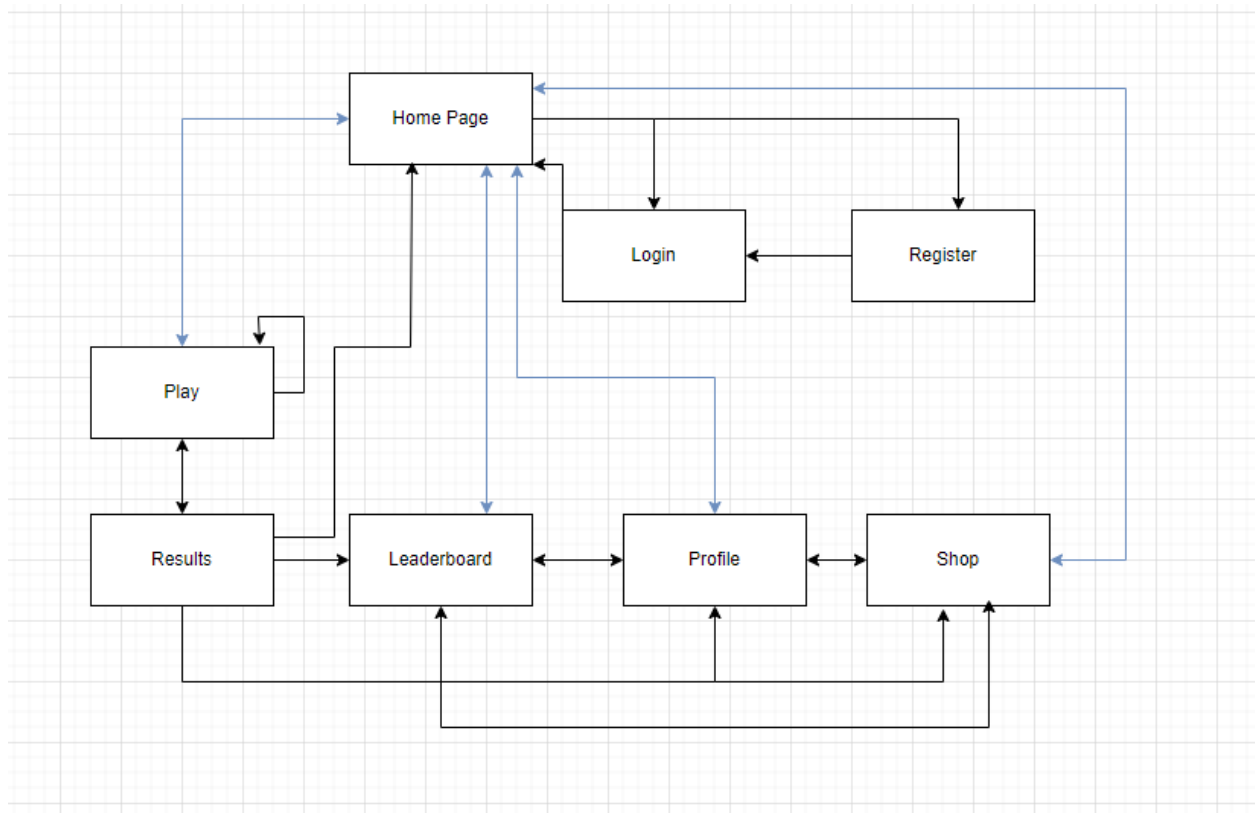 Home Page
Login
Register
Play
Results
Leaderboard
Profile
Shop